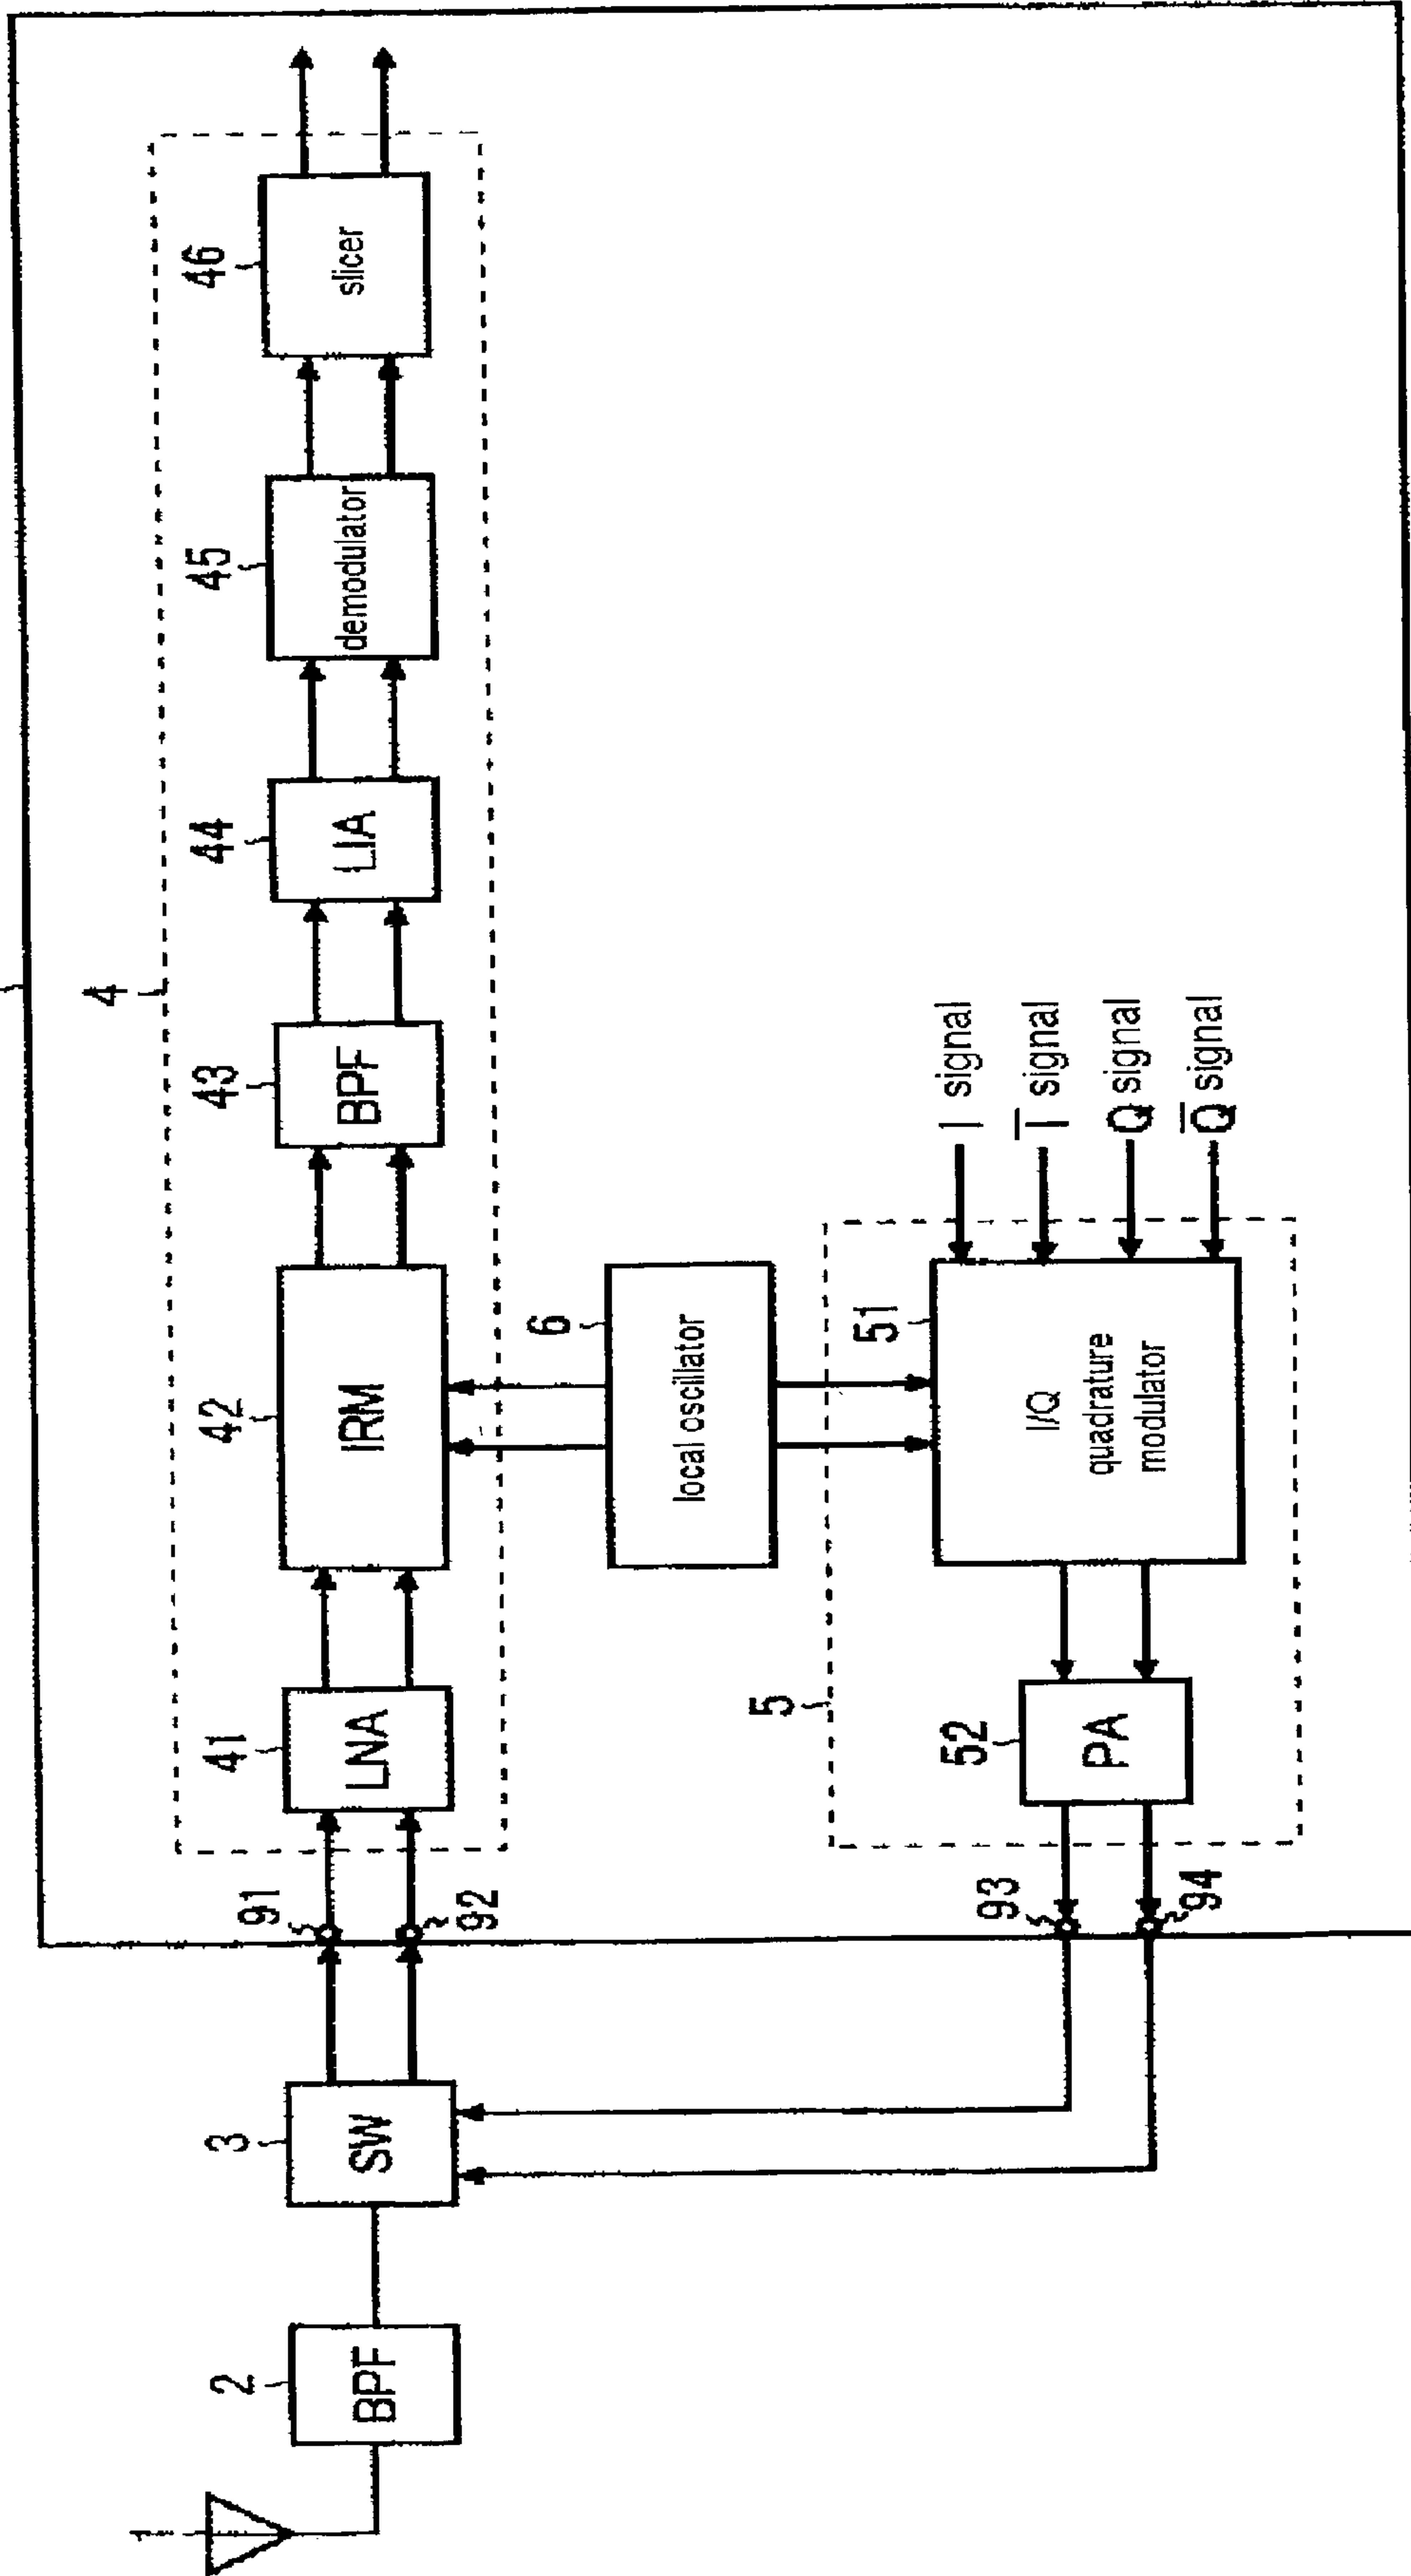 4
41
42
43
44
45
46
LNA
IRM
BPF
LIA
demodulator
slicer
91
92
1
2
3
BPF
SW
6
local oscillator
5
51
52
PA
I/Q
quadrature
modulator
I signal
I̅ signal
Q signal
Q̅ signal
93
94